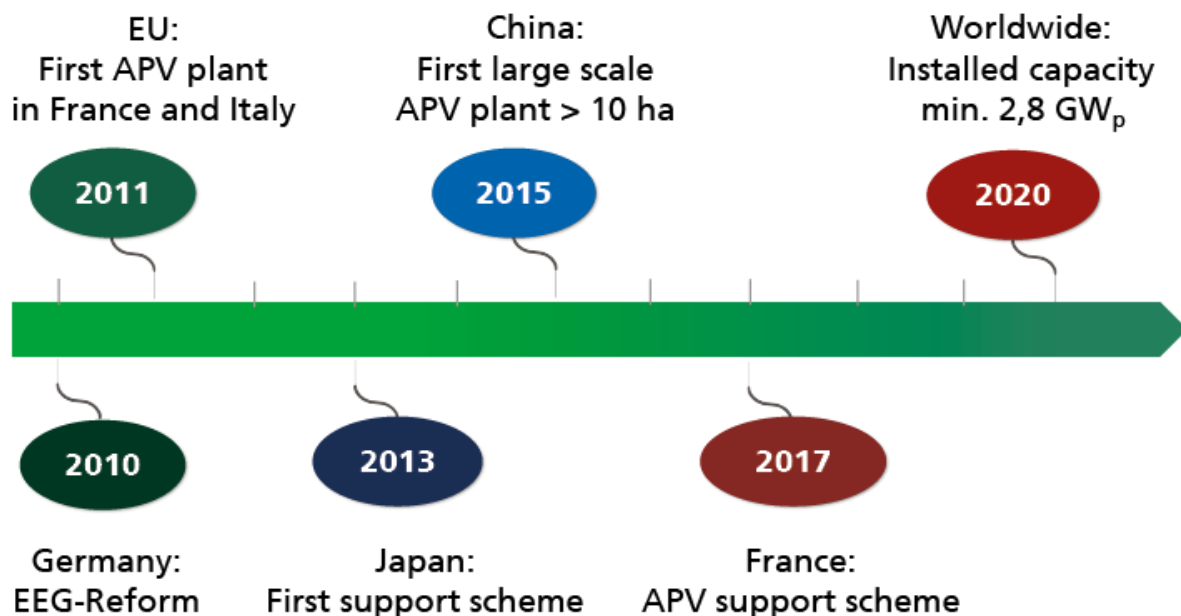 EU:
First APV plant
in France and Italy
China:
First large scale
APV plant > 10 ha
Worldwide:
Installed capacity
min. 2,8 GWₚ
2011
2015
2020
2010
2013
2017
Germany:
EEG-Reform
Japan:
First support scheme
France:
APV support scheme